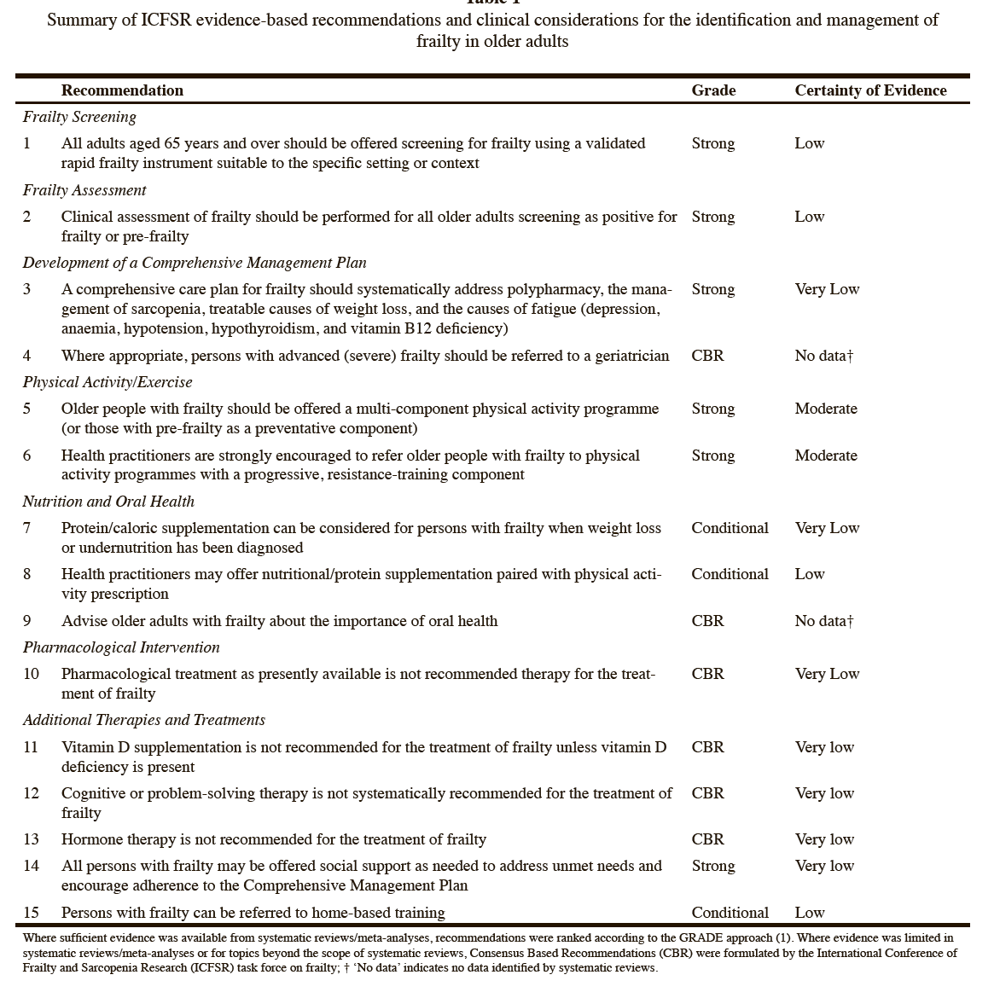 Table 1
Summary of ICFSR evidence-based recommendations and clinical considerations for the identification and management of
frailty in older adults
Recommendation Grade Certainty of Evidence
Frailty Screening
1 All adults aged 65 years and over should be offered screening for frailty using a validated Strong Low
rapid frailty instrument suitable to the specific setting or context
Frailty Assessment
2 Clinical assessment of frailty should be performed for all older adults screening as positive for Strong Low
frailty or pre-frailty
Development of a Comprehensive Management Plan
3 A comprehensive care plan for frailty should systematically address polypharmacy, the mana- Strong Very Low
gement of sarcopenia, treatable causes of weight loss, and the causes of fatigue (depression,
anaemia, hypotension, hypothyroidism, and vitamin B12 deficiency)
4 Where appropriate, persons with advanced (severe) frailty should be referred to a geriatrician CBR No data†
Physical Activity/Exercise
5 Older people with frailty should be offered a multi-component physical activity programme Strong Moderate
(or those with pre-frailty as a preventative component)
6 Health practitioners are strongly encouraged to refer older people with frailty to physical Strong Moderate
activity programmes with a progressive, resistance-training component
Nutrition and Oral Health
7 Protein/caloric supplementation can be considered for persons with frailty when weight loss Conditional Very Low
or undernutrition has been diagnosed
8 Health practitioners may offer nutritional/protein supplementation paired with physical acti- Conditional Low
vity prescription
9 Advise older adults with frailty about the importance of oral health CBR No data†
Pharmacological Intervention
10 Pharmacological treatment as presently available is not recommended therapy for the treat- CBR Very Low
ment of frailty
Additional Therapies and Treatments
11 Vitamin D supplementation is not recommended for the treatment of frailty unless vitamin D CBR Very low
deficiency is present
12 Cognitive or problem-solving therapy is not systematically recommended for the treatment of CBR Very low
frailty
13 Hormone therapy is not recommended for the treatment of frailty CBR Very low
14 All persons with frailty may be offered social support as needed to address unmet needs and Strong Very low
encourage adherence to the Comprehensive Management Plan
15 Persons with frailty can be referred to home-based training Conditional Low
Where sufficient evidence was available from systematic reviews/meta-analyses, recommendations were ranked according to the GRADE approach (1). Where evidence was limited in
systematic reviews/meta-analyses or for topics beyond the scope of systematic reviews, Consensus Based Recommendations (CBR) were formulated by the International Conference of
Frailty and Sarcopenia Research (ICFSR) task force on frailty; † ‘No data’ indicates no data identified by systematic reviews.